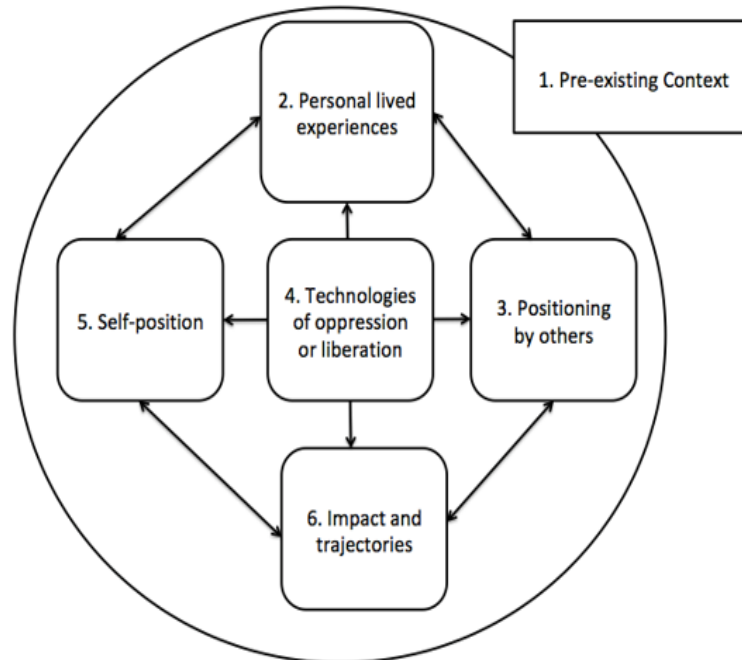 1. Pre-existing Context
2. Personal lived
experiences
3. Positioning
by others
4. Technologies
of oppression
or liberation
5. Self-position
6. Impact and
trajectories